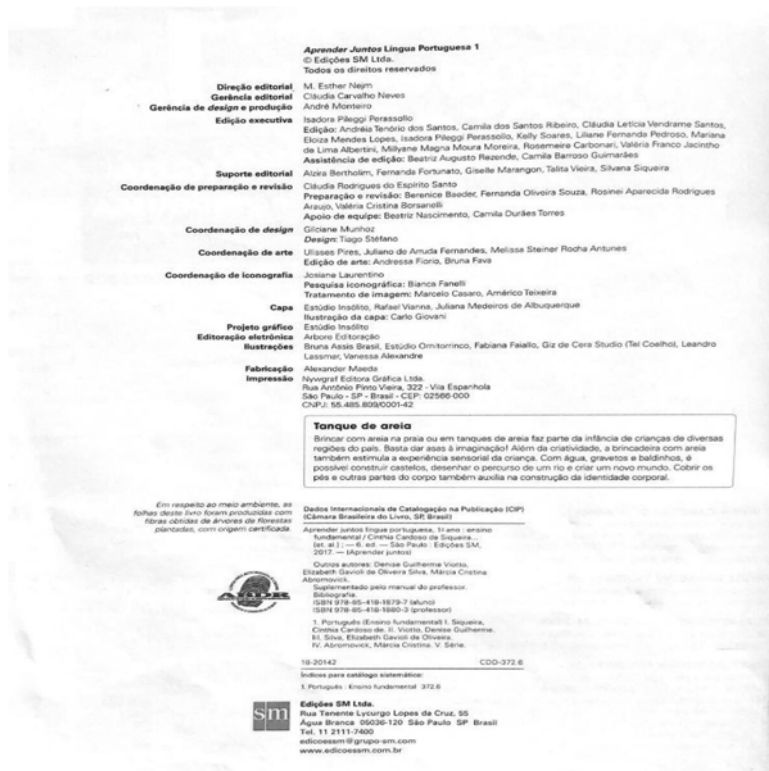 Aprender Juntos Língua Portuguesa 1
© Edições SM Ltda.
Todos os direitos reservados
Direção editorial M. Esther Nejm
Gerência editorial Cláudia Carvalho Neves
Gerência de design e produção André Monteiro
Edição executiva Isadora Pileggi Perassollo
Edição: Andréia Tenório dos Santos, Camila dos Santos Ribeiro, Cláudia Letícia Vendrame Santos,
Eloiza Mendes Lopes, Isadora Pileggi Perassollo, Kelly Soares, Liliane Fernanda Pedroso, Mariana
de Lima Albertini, Millyane Magna Moura Moreira, Rosemeire Carbonari, Valéria Franco Jacintho
Assistência de edição: Beatriz Augusto Rezende, Camila Barroso Guimarães
Suporte editorial Alzira Bertholim, Fernanda Fortunato, Giselle Marangon, Talita Vieira, Silvana Siqueira
Coordenação de preparação e revisão Cláudia Rodrigues do Espírito Santo
Preparação e revisão: Berenice Baeder, Fernanda Oliveira Souza, Rosinei Aparecida Rodrigues
Araujo, Valéria Cristina Borsanelli
Apoio de equipe: Beatriz Nascimento, Camila Durães Torres
Coordenação de design Gilciane Munhoz
Design: Tiago Stéfano
Coordenação de arte Ulisses Pires, Juliano de Arruda Fernandes, Melissa Steiner Rocha Antunes
Edição de arte: Andressa Fiorio, Bruna Fava
Coordenação de iconografia Josiane Laurentino
Pesquisa iconográfica: Bianca Fanelli
Tratamento de imagem: Marcelo Casaro, Américo Teixeira
Capa Estúdio Insólito, Rafael Vianna, Juliana Medeiros de Albuquerque
Ilustração da capa: Carlo Giovani
Projeto gráfico Estúdio Insólito
Editoração eletrônica Arbore Editoração
Ilustrações Bruna Assis Brasil, Estúdio Ornitorrinco, Fabiana Faiallo, Giz de Cera Studio (Tel Coelho), Leandro
Lassmar, Vanessa Alexandre
Fabricação Alexander Maeda
Impressão Nywgraf Editora Gráfica Ltda.
Rua Antônio Pinto Vieira, 322 - Vila Espanhola
São Paulo - SP - Brasil - CEP: 02566-000
CNPJ: 55.485.809/0001-42
Tanque de areia
Brincar com areia na praia ou em tanques de areia faz parte da infância de crianças de diversas
regiões do país. Basta dar asas à imaginação! Além da criatividade, a brincadeira com areia
também estimula a experiência sensorial da criança. Com água, gravetos e baldinhos, é
possível construir castelos, desenhar o percurso de um rio e criar um novo mundo. Cobrir os
pés e outras partes do corpo também auxilia na construção da identidade corporal.
Em respeito ao meio ambiente, as
folhas deste livro foram produzidas com
fibras obtidas de árvores de florestas
plantadas, com origem certificada.
ABDR
Dados Internacionais de Catalogação na Publicação (CIP)
(Câmara Brasileira do Livro, SP, Brasil)
Aprender juntos língua portuguesa, 1º ano : ensino
fundamental / Cinthia Cardoso de Siqueira...
[et. al.] ; — 6. ed. — São Paulo : Edições SM,
2017. — (Aprender juntos)
Outros autores: Denise Guilherme Viotto,
Elizabeth Gavioli de Oliveira Silva, Márcia Cristina
Abromovick.
Suplementado pelo manual do professor.
Bibliografia.
ISBN 978-85-418-1879-7 (aluno)
ISBN 978-85-418-1880-3 (professor)
1. Português (Ensino fundamental) I. Siqueira,
Cinthia Cardoso de. II. Viotto, Denise Guilherme.
III. Silva, Elizabeth Gavioli de Oliveira.
IV. Abromovick, Márcia Cristina. V. Série.
18-20142 CDD-372.6
Índices para catálogo sistemático:
1. Português : Ensino fundamental 372.6
sm
Edições SM Ltda.
Rua Tenente Lycurgo Lopes da Cruz, 55
Água Branca 05036-120 São Paulo SP Brasil
Tel. 11 2111-7400
edicoessm@grupo-sm.com
www.edicoessm.com.br